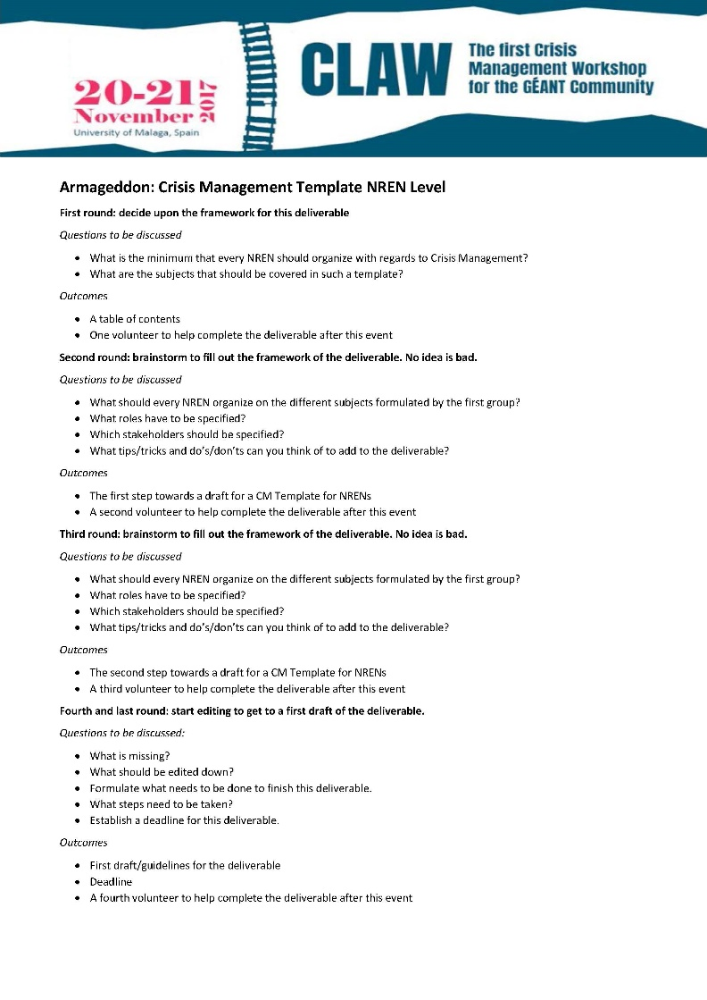 20-21
November 2017
University of Malaga, Spain
CLAW
The first Crisis
Management Workshop
for the GÉANT Community
Armageddon: Crisis Management Template NREN Level
First round: decide upon the framework for this deliverable
Questions to be discussed
• What is the minimum that every NREN should organize with regards to Crisis Management?
• What are the subjects that should be covered in such a template?
Outcomes
• A table of contents
• One volunteer to help complete the deliverable after this event
Second round: brainstorm to fill out the framework of the deliverable. No idea is bad.
Questions to be discussed
• What should every NREN organize on the different subjects formulated by the first group?
• What roles have to be specified?
• Which stakeholders should be specified?
• What tips/tricks and do’s/don’ts can you think of to add to the deliverable?
Outcomes
• The first step towards a draft for a CM Template for NRENs
• A second volunteer to help complete the deliverable after this event
Third round: brainstorm to fill out the framework of the deliverable. No idea is bad.
Questions to be discussed
• What should every NREN organize on the different subjects formulated by the first group?
• What roles have to be specified?
• Which stakeholders should be specified?
• What tips/tricks and do’s/don’ts can you think of to add to the deliverable?
Outcomes
• The second step towards a draft for a CM Template for NRENs
• A third volunteer to help complete the deliverable after this event
Fourth and last round: start editing to get to a first draft of the deliverable.
Questions to be discussed:
• What is missing?
• What should be edited down?
• Formulate what needs to be done to finish this deliverable.
• What steps need to be taken?
• Establish a deadline for this deliverable.
Outcomes
• First draft/guidelines for the deliverable
• Deadline
• A fourth volunteer to help complete the deliverable after this event